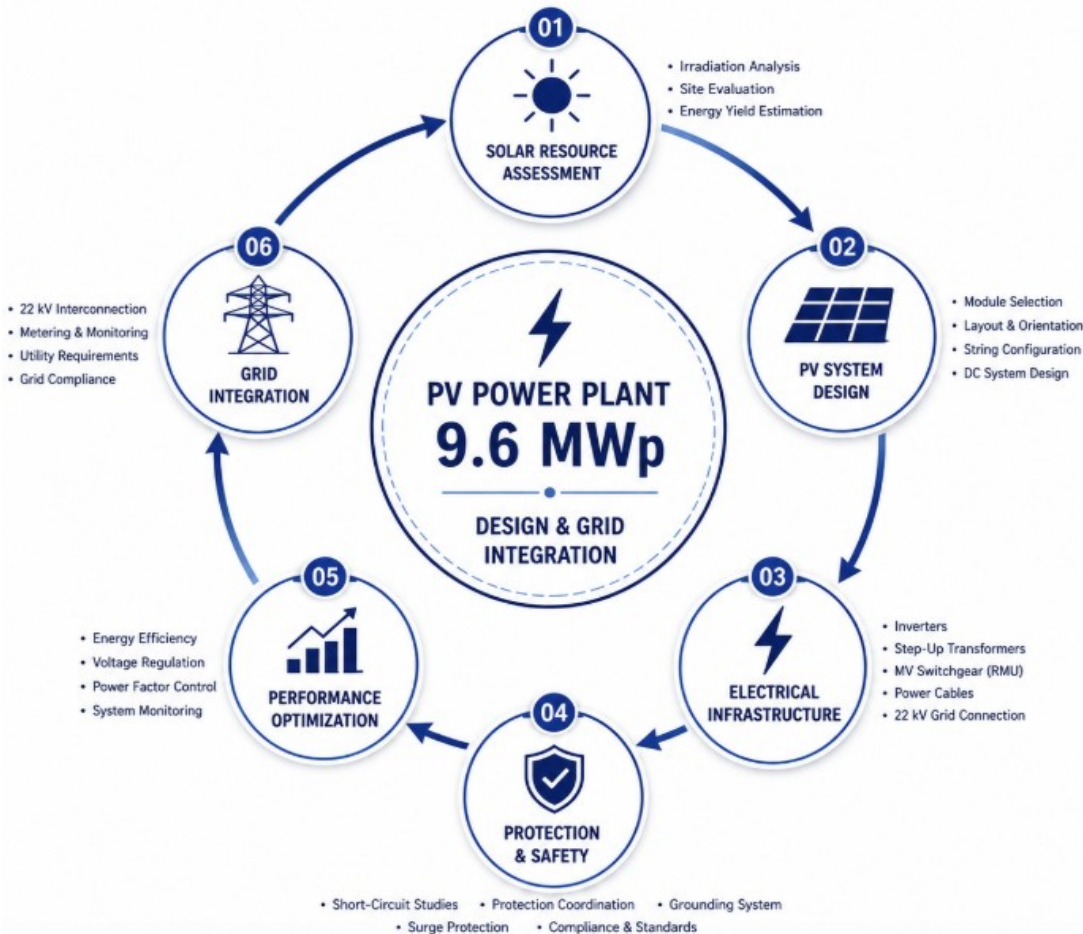 01
SOLAR RESOURCE
ASSESSMENT
• Irradiation Analysis
• Site Evaluation
• Energy Yield Estimation
02
PV SYSTEM
DESIGN
• Module Selection
• Layout & Orientation
• String Configuration
• DC System Design
03
ELECTRICAL
INFRASTRUCTURE
• Inverters
• Step-Up Transformers
• MV Switchgear (RMU)
• Power Cables
• 22 kV Grid Connection
04
PROTECTION
& SAFETY
• Short-Circuit Studies • Protection Coordination • Grounding System
• Surge Protection • Compliance & Standards
05
PERFORMANCE
OPTIMIZATION
• Energy Efficiency
• Voltage Regulation
• Power Factor Control
• System Monitoring
06
GRID
INTEGRATION
• 22 kV Interconnection
• Metering & Monitoring
• Utility Requirements
• Grid Compliance
PV POWER PLANT
9.6 MWp
DESIGN & GRID
INTEGRATION